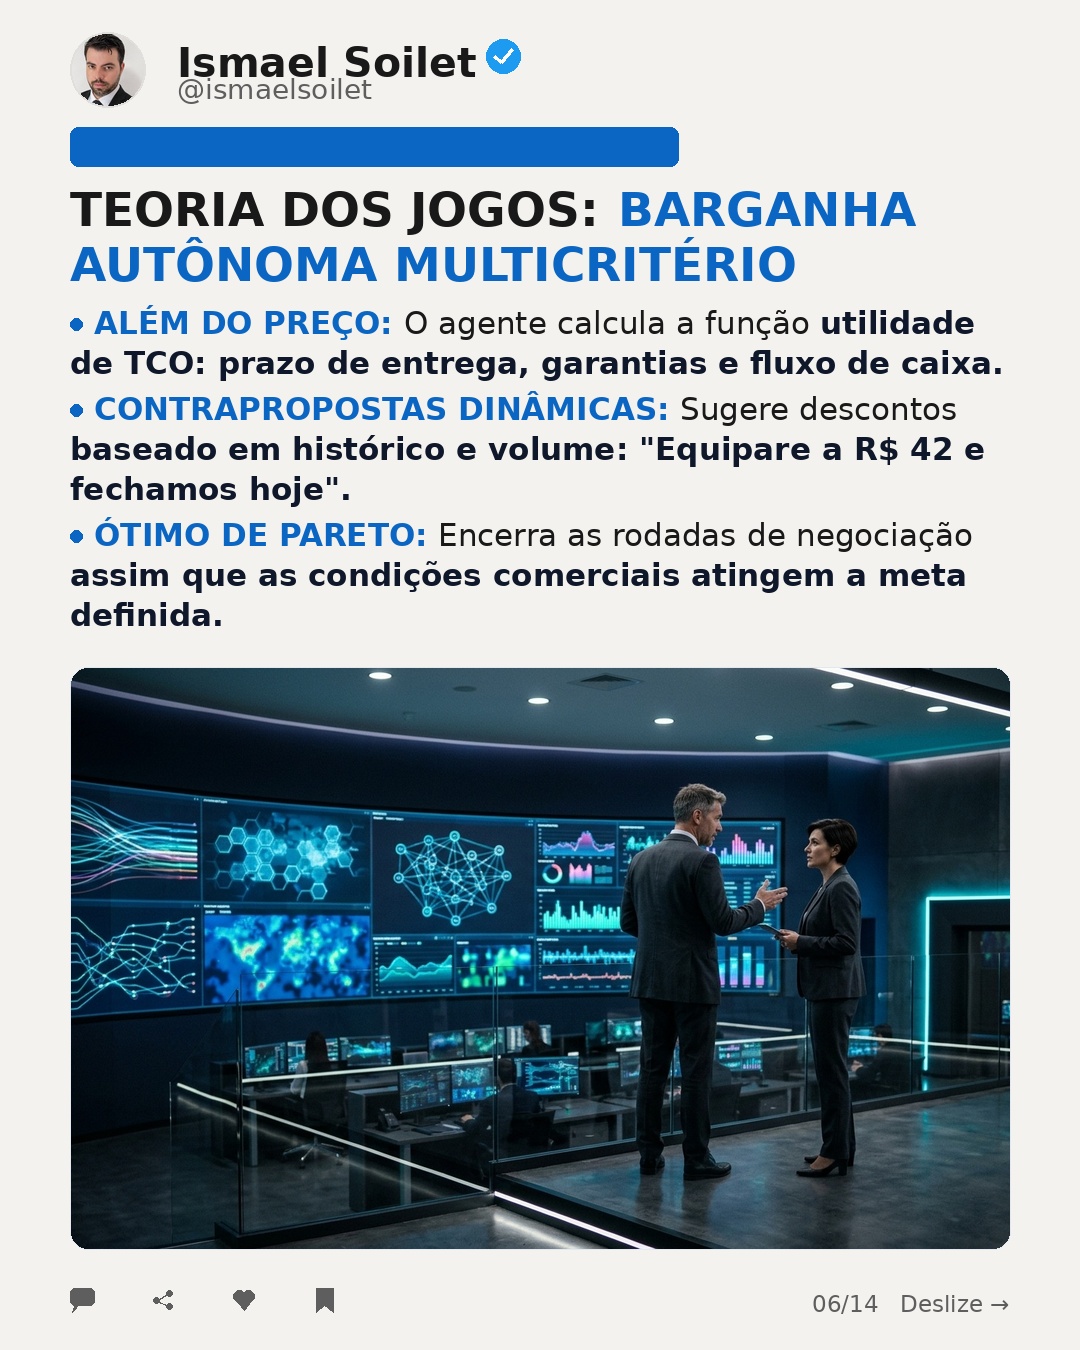 Ismael Soilet
@ismaelsoilet
TEORIA DOS JOGOS: BARGANHA
AUTÔNOMA MULTICRITÉRIO
• ALÉM DO PREÇO: O agente calcula a função utilidade
de TCO: prazo de entrega, garantias e fluxo de caixa.
• CONTRAPROPOSTAS DINÂMICAS: Sugere descontos
baseado em histórico e volume: "Equipare a R$ 42 e
fechamos hoje".
• ÓTIMO DE PARETO: Encerra as rodadas de negociação
assim que as condições comerciais atingem a meta
definida.
06/14 Deslize →